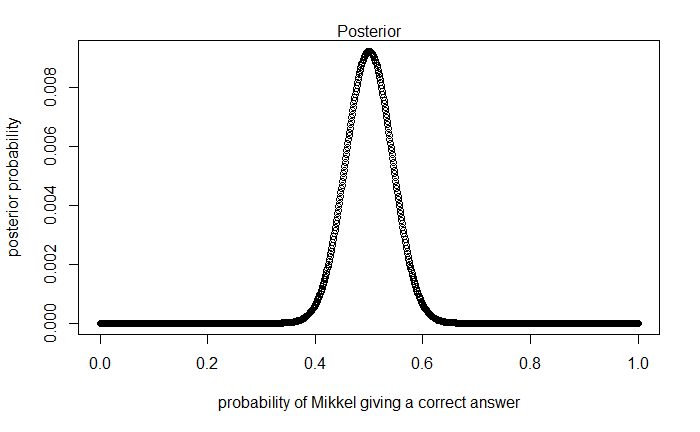 Posterior
posterior probability
0.008
0.006
0.004
0.002
0.000
0.0 0.2 0.4 0.6 0.8 1.0
probability of Mikkel giving a correct answer